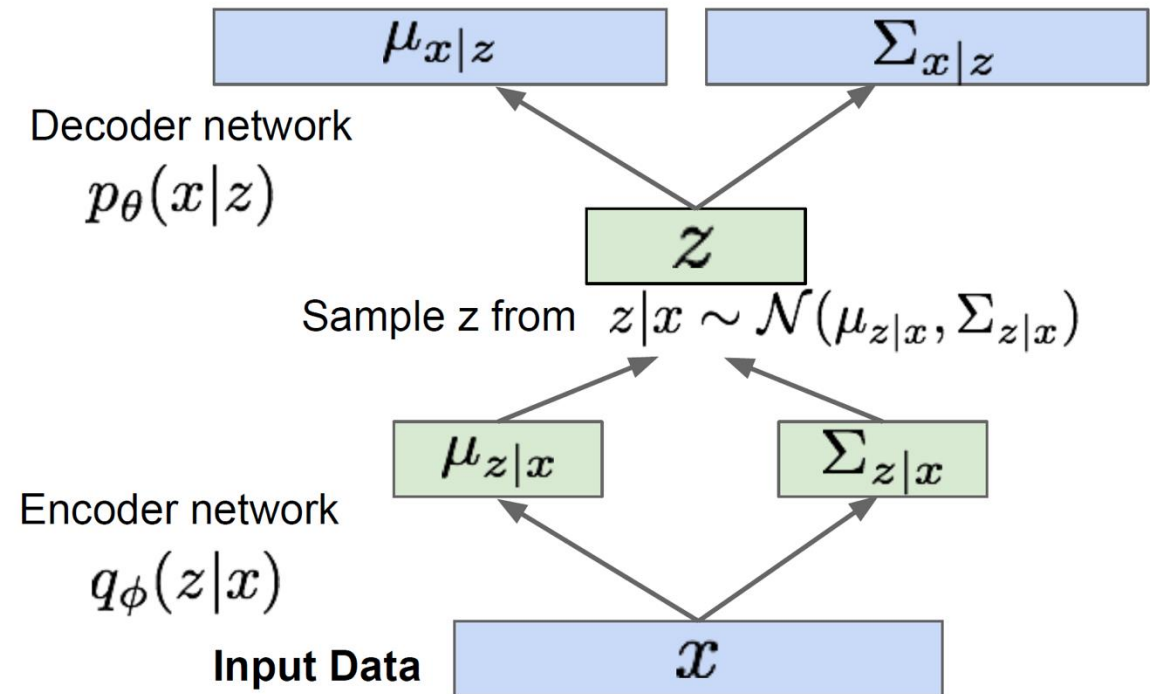 μ_{x|z} Σ_{x|z}
Decoder network
p_θ(x|z)
z
Sample z from z|x ∼ 𝒩(μ_{z|x}, Σ_{z|x})
μ_{z|x} Σ_{z|x}
Encoder network
q_ϕ(z|x)
Input Data x